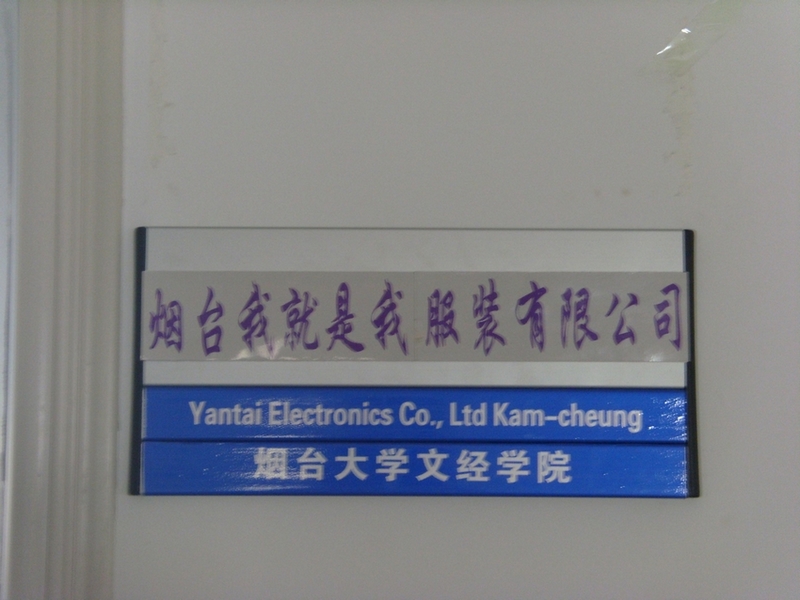 烟台我就是我服装有限公司
Yantai Electronics Co., Ltd Kam-cheung
烟台大学文经学院